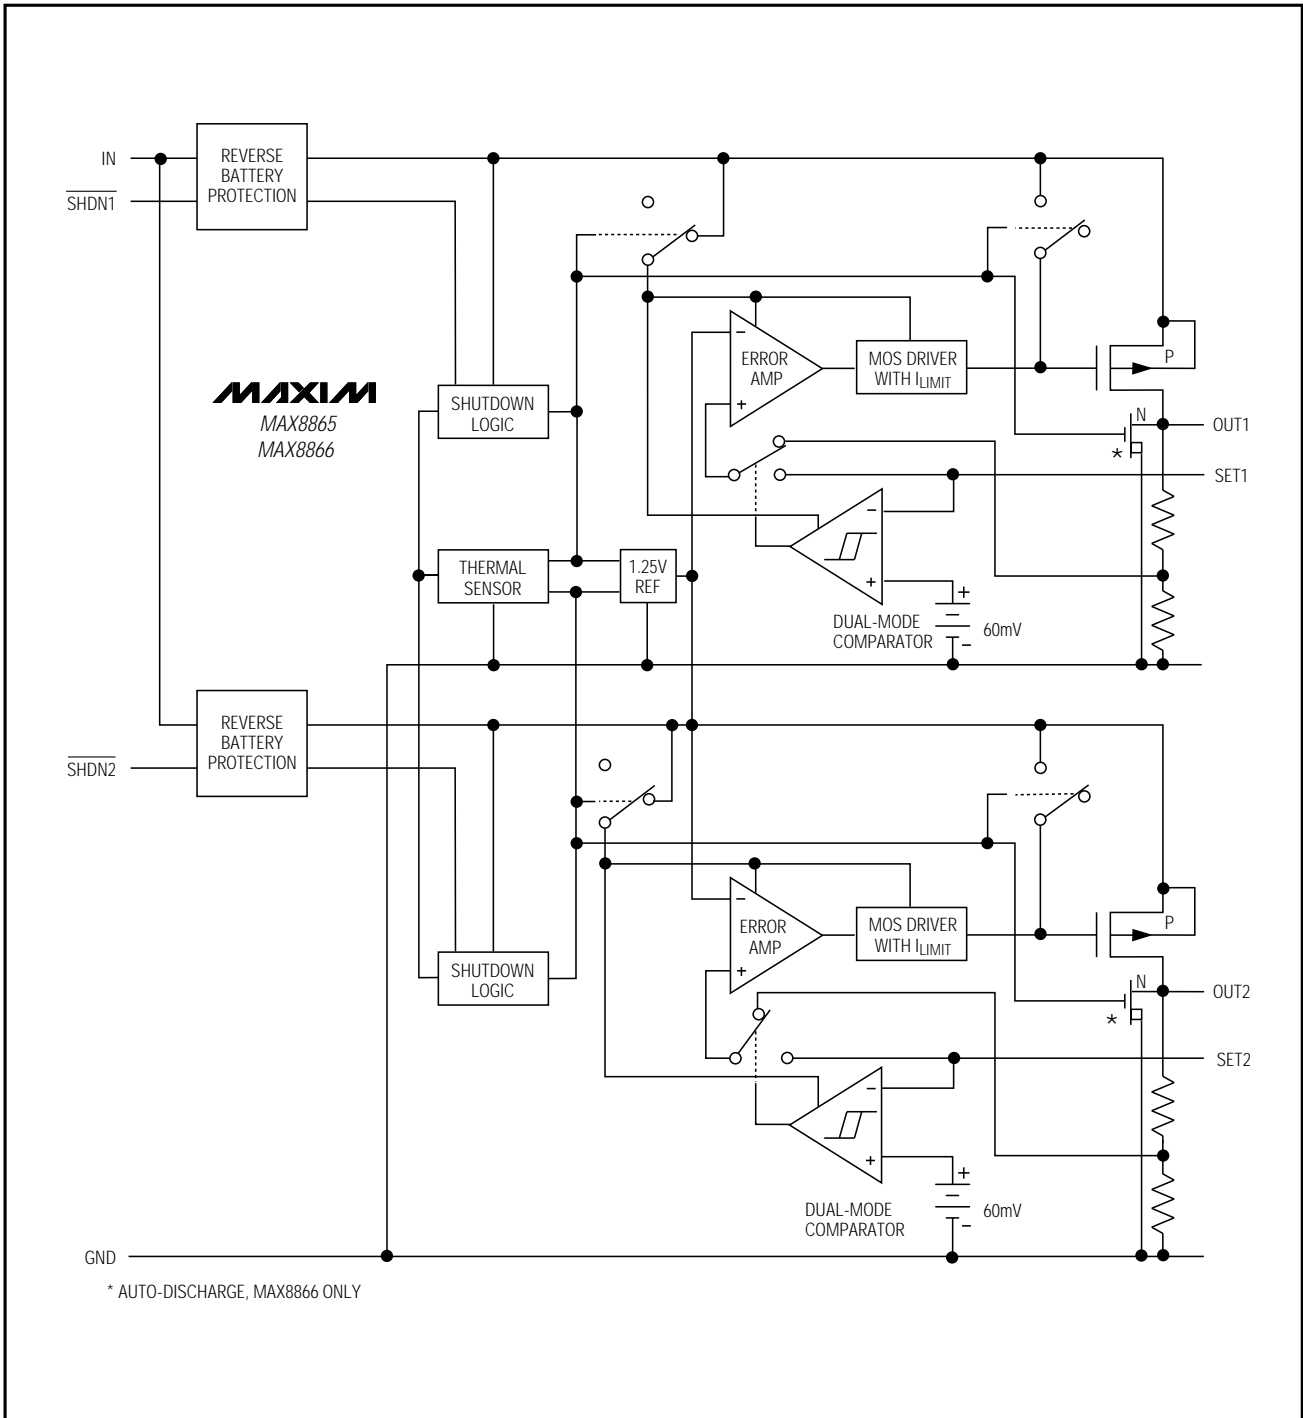 IN
REVERSE
BATTERY
PROTECTION
SHDN1
MAXIM
MAX8865
MAX8866
SHUTDOWN
LOGIC
−
ERROR
AMP
+
MOS DRIVER
WITH ILIMIT
P
N
*
OUT1
SET1
−
+
THERMAL
SENSOR
1.25V
REF
DUAL-MODE
COMPARATOR
+
60mV
−
REVERSE
BATTERY
PROTECTION
SHDN2
SHUTDOWN
LOGIC
−
ERROR
AMP
+
MOS DRIVER
WITH ILIMIT
P
N
*
OUT2
SET2
−
+
DUAL-MODE
COMPARATOR
+
60mV
−
GND
* AUTO-DISCHARGE, MAX8866 ONLY